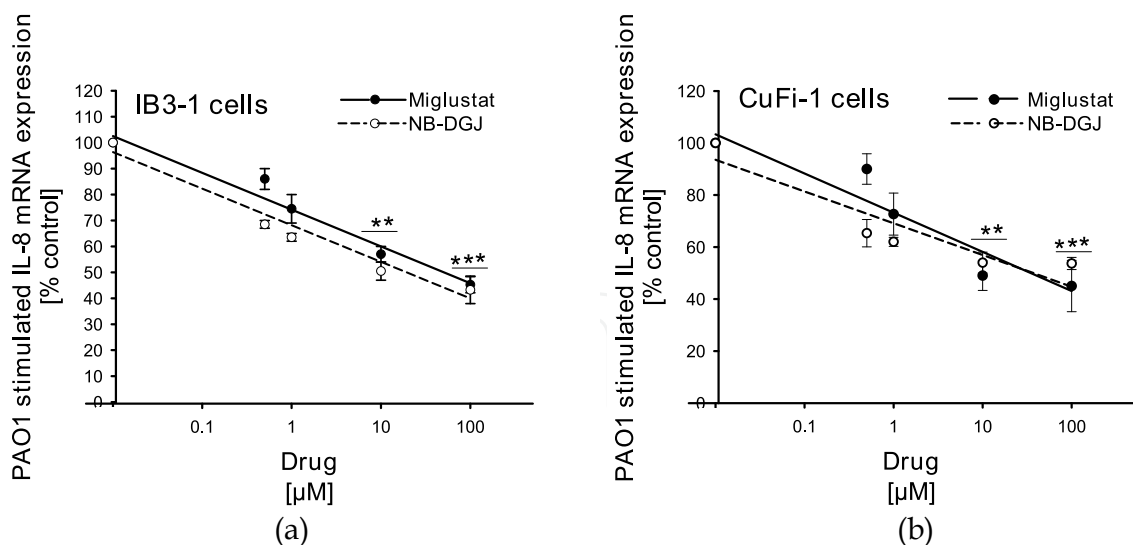 PAO1 stimulated IL-8 mRNA expression
[% control]
IB3-1 cells
Miglustat
NB-DGJ
120
110
100
90
80
70
60
50
40
30
20
10
0
**
***
0.1 1 10 100
Drug
[µM]
(a)
PAO1 stimulated IL-8 mRNA expression
[% control]
CuFi-1 cells
Miglustat
NB-DGJ
120
100
80
60
40
20
0
**
***
0.1 1 10 100
Drug
[µM]
(b)